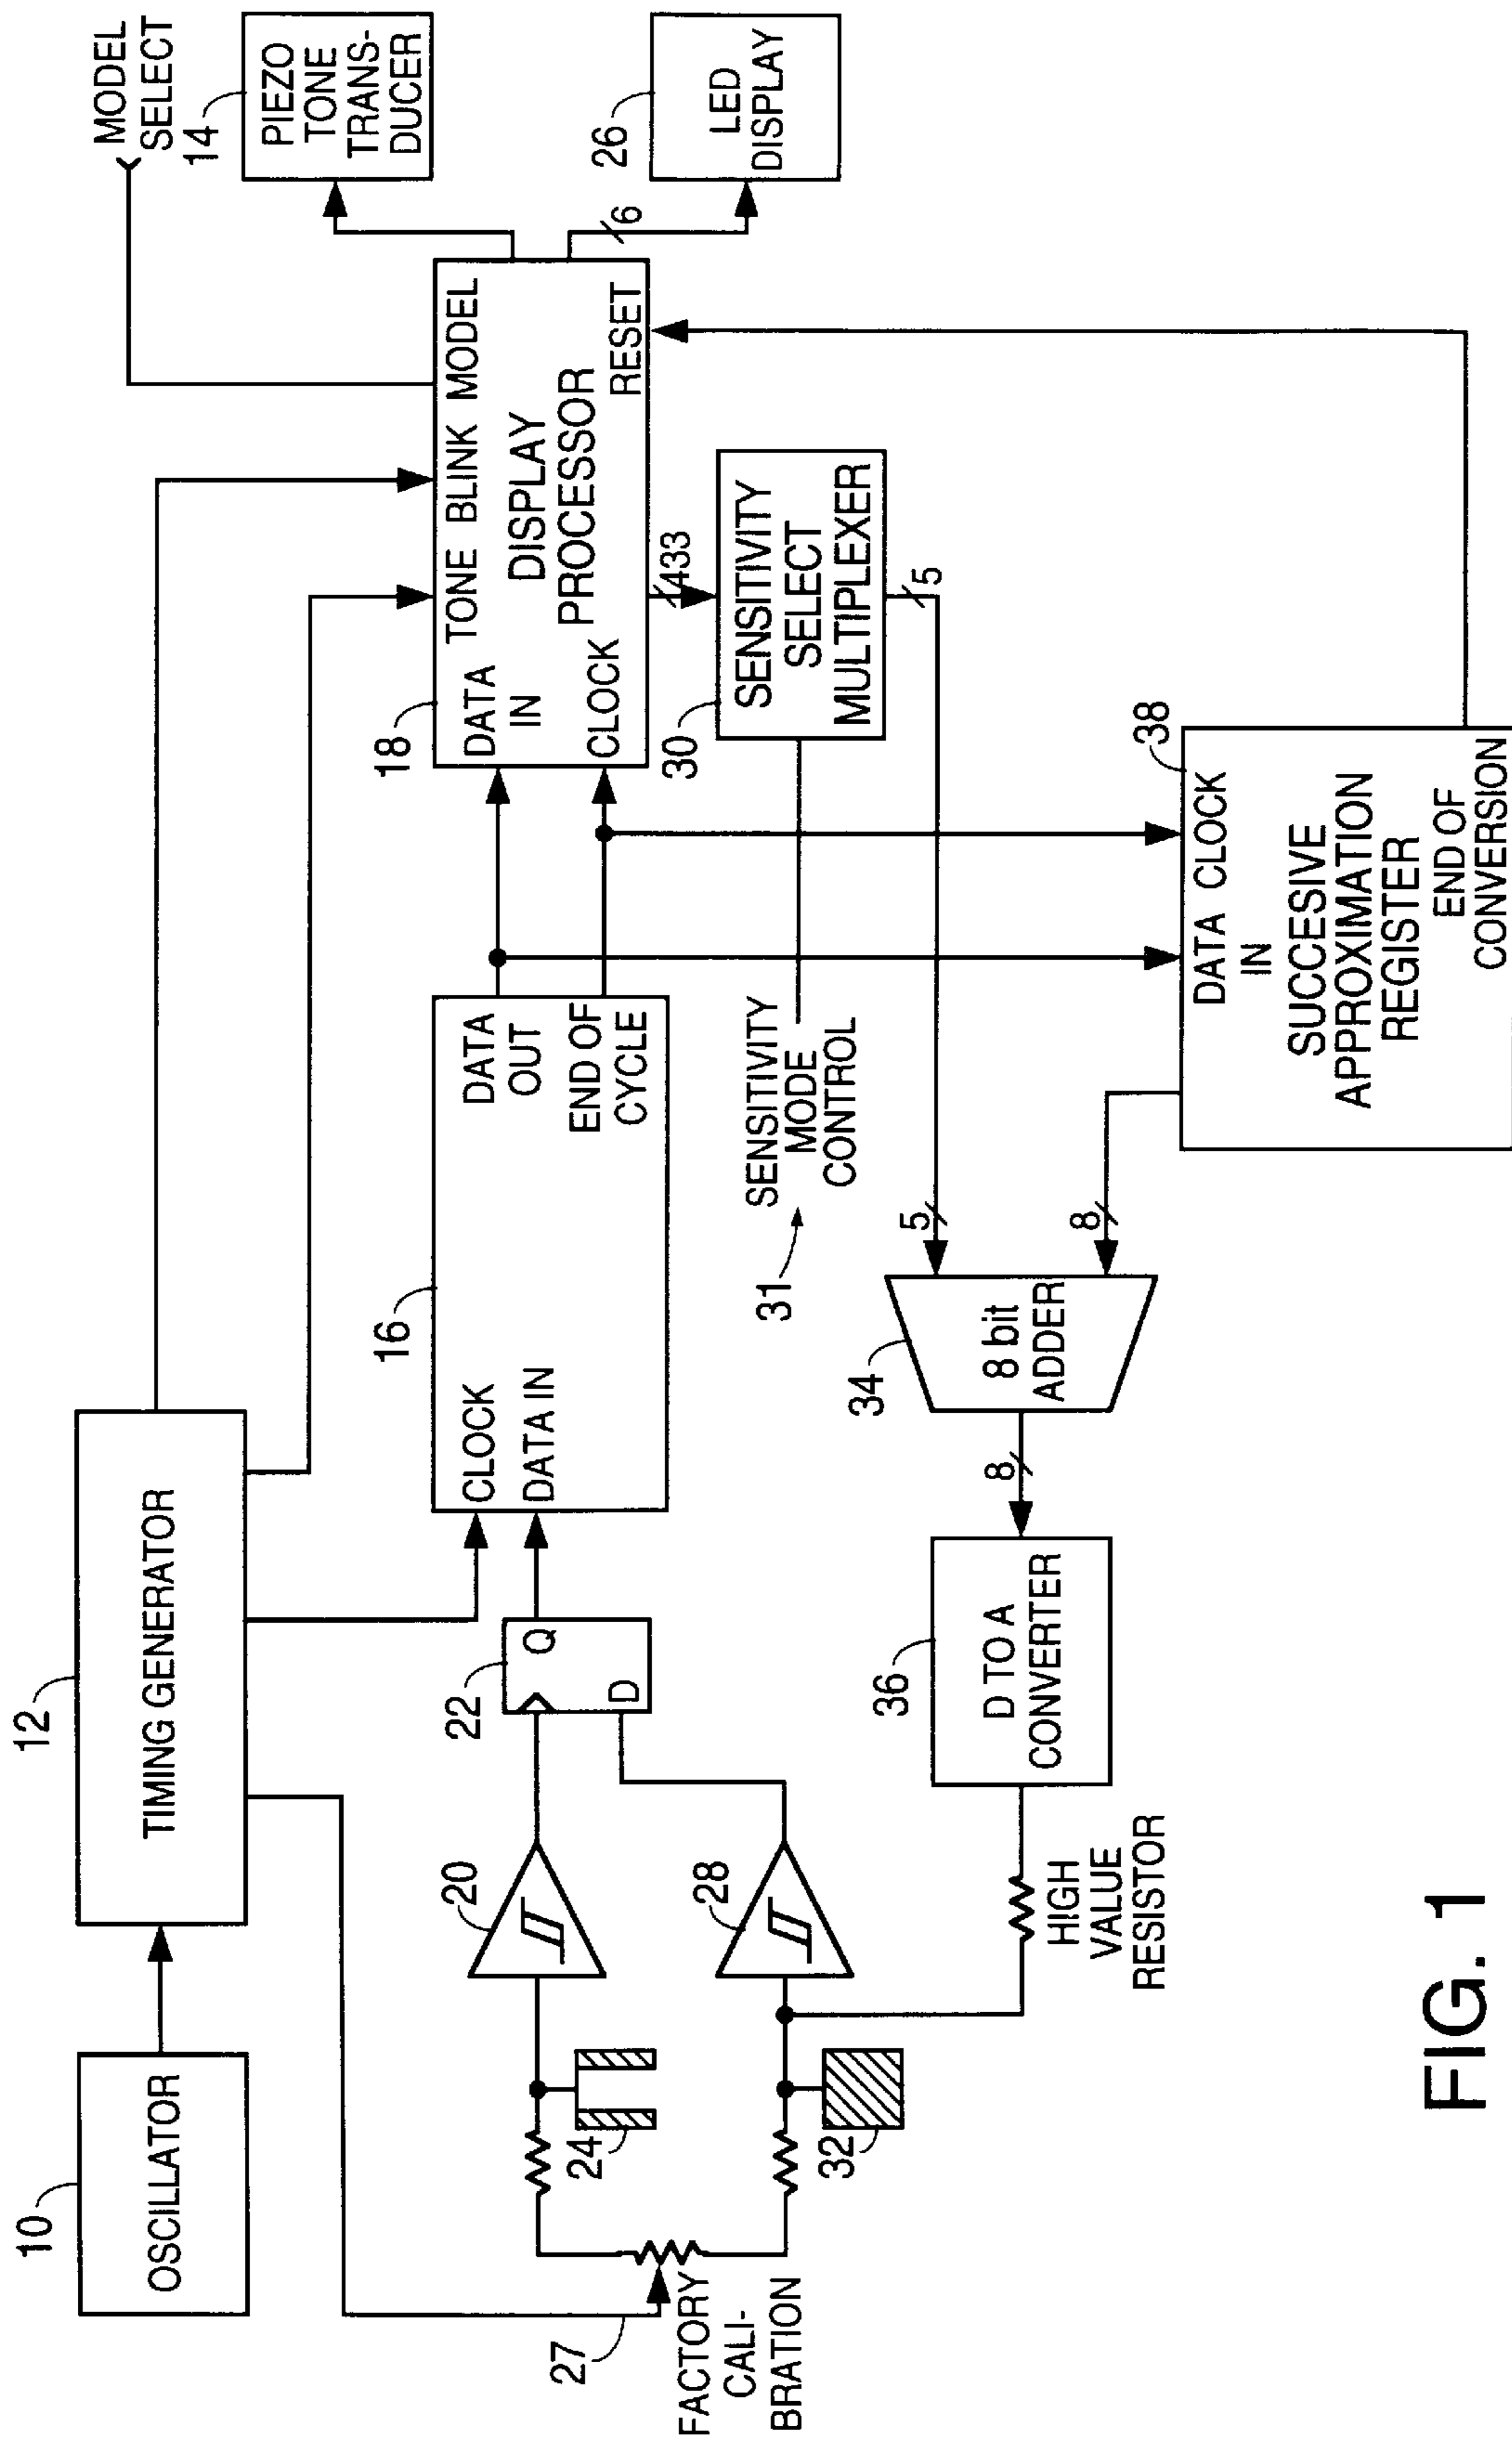 10
OSCILLATOR
12
TIMING GENERATOR
MODEL
SELECT
14
PIEZO
TONE
TRANS-
DUCER
26
LED
DISPLAY
6
18
TONE BLINK MODEL
DATA
IN
DISPLAY
PROCESSOR
CLOCK
RESET
433
16
CLOCK
DATA IN
DATA
OUT
END OF
CYCLE
20
22
Q
D
24
27
FACTORY
CALI-
BRATION
28
32
30
SENSITIVITY
SELECT
MULTIPLEXER
5
SENSITIVITY
MODE
CONTROL
31
5
8
34
8 bit
ADDER
8
36
D TO A
CONVERTER
HIGH
VALUE
RESISTOR
38
DATA CLOCK
IN
SUCCESIVE
APPROXIMATION
REGISTER
END OF
CONVERSION
FIG. 1